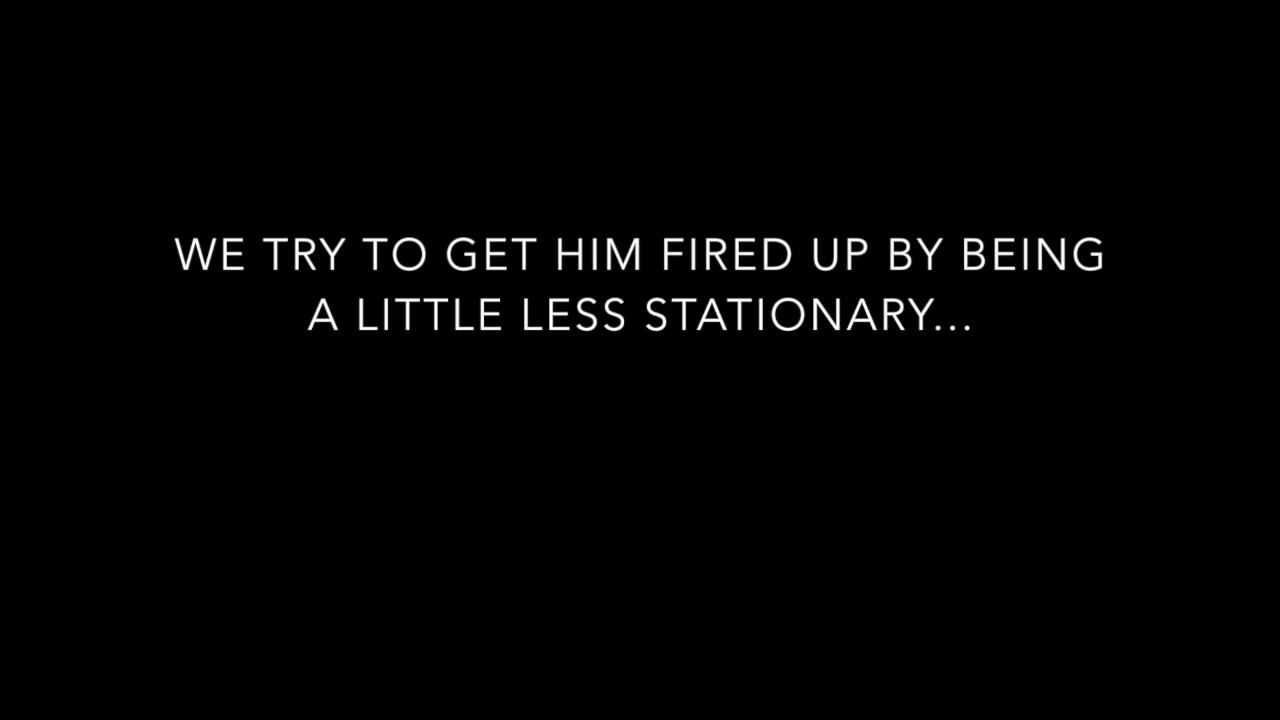 WE TRY TO GET HIM FIRED UP BY BEING
A LITTLE LESS STATIONARY...